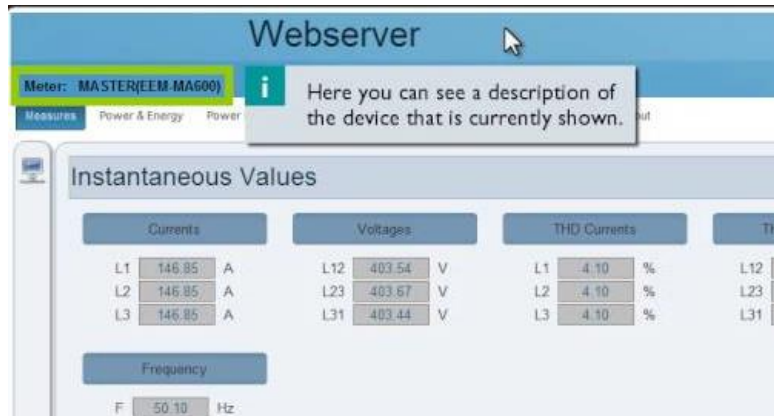 Webserver
Meter: MASTER(EEM-MA600)
i
Here you can see a description of
the device that is currently shown.
Measures Power & Energy Power
Instantaneous Values
Currents Voltages THD Currents
L1 146.85 A L12 403.54 V L1 4.10 % L12
L2 146.85 A L23 403.67 V L2 4.10 % L23
L3 146.85 A L31 403.44 V L3 4.10 % L31
Frequency
F 50.10 Hz